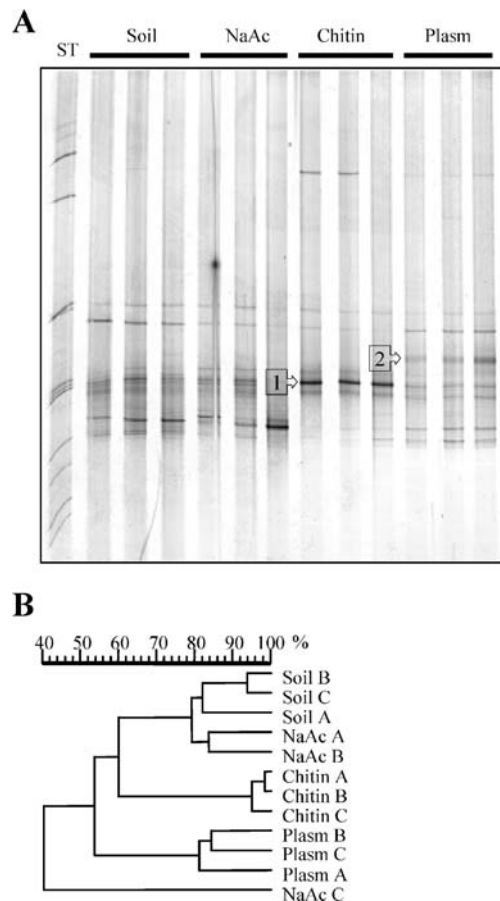 A
ST Soil NaAc Chitin Plasm
1
2
B
40 50 60 70 80 90 100 %
Soil B
Soil C
Soil A
NaAc A
NaAc B
Chitin A
Chitin B
Chitin C
Plasm B
Plasm C
Plasm A
NaAc C